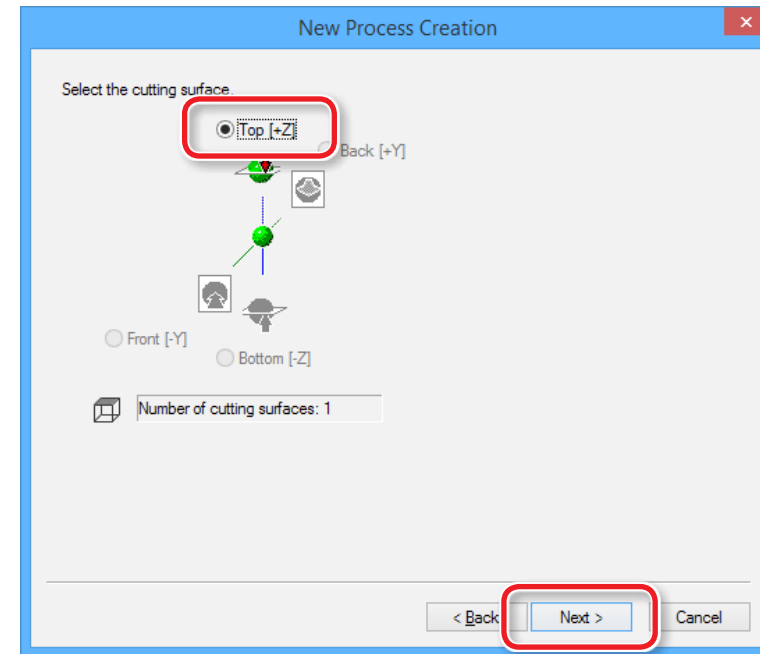 New Process Creation
Select the cutting surface.
Top [+Z]
Back [+Y]
Front [-Y]
Bottom [-Z]
Number of cutting surfaces: 1
< Back
Next >
Cancel